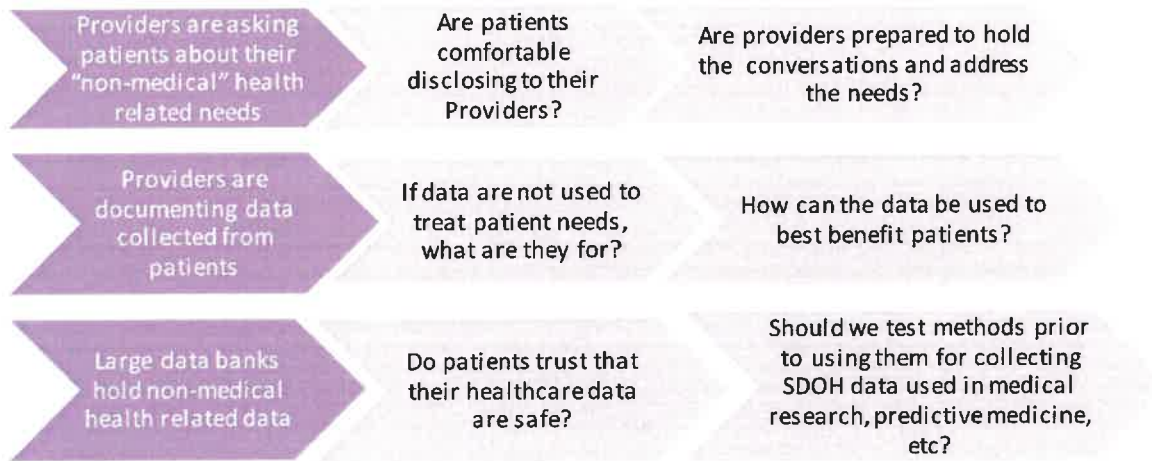 Providers are asking
patients about their
"non-medical" health
related needs
Are patients
comfortable
disclosing to their
Providers?
Are providers prepared to hold
the conversations and address
the needs?
Providers are
documenting data
collected from
patients
If data are not used to
treat patient needs,
what are they for?
How can the data be used to
best benefit patients?
Large data banks
hold non-medical
health related data
Do patients trust that
their healthcare data
are safe?
Should we test methods prior
to using them for collecting
SDOH data used in medical
research, predictive medicine,
etc?